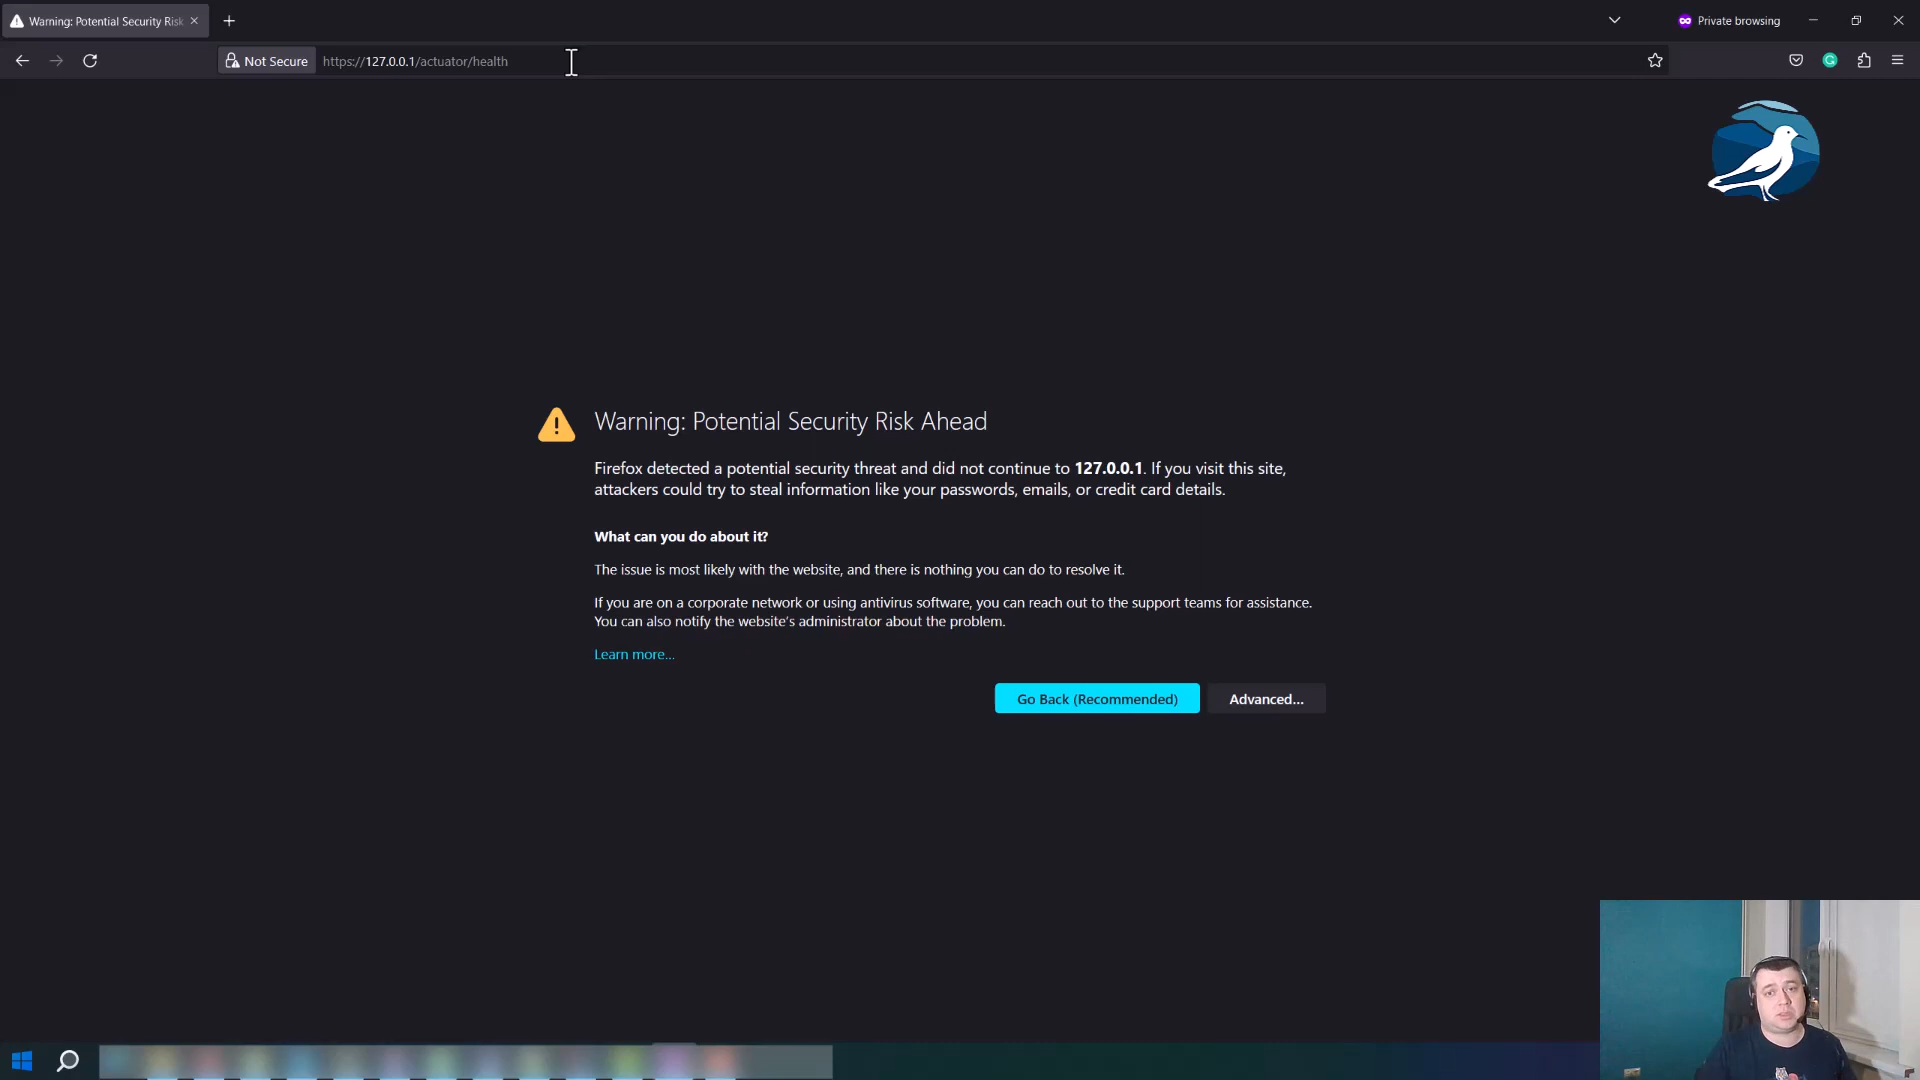 Warning: Potential Security Risk
Private browsing
Not Secure
https://127.0.0.1/actuator/health
Warning: Potential Security Risk Ahead
Firefox detected a potential security threat and did not continue to 127.0.0.1. If you visit this site,
attackers could try to steal information like your passwords, emails, or credit card details.
What can you do about it?
The issue is most likely with the website, and there is nothing you can do to resolve it.
If you are on a corporate network or using antivirus software, you can reach out to the support teams for assistance.
You can also notify the website's administrator about the problem.
Learn more...
Go Back (Recommended)
Advanced...